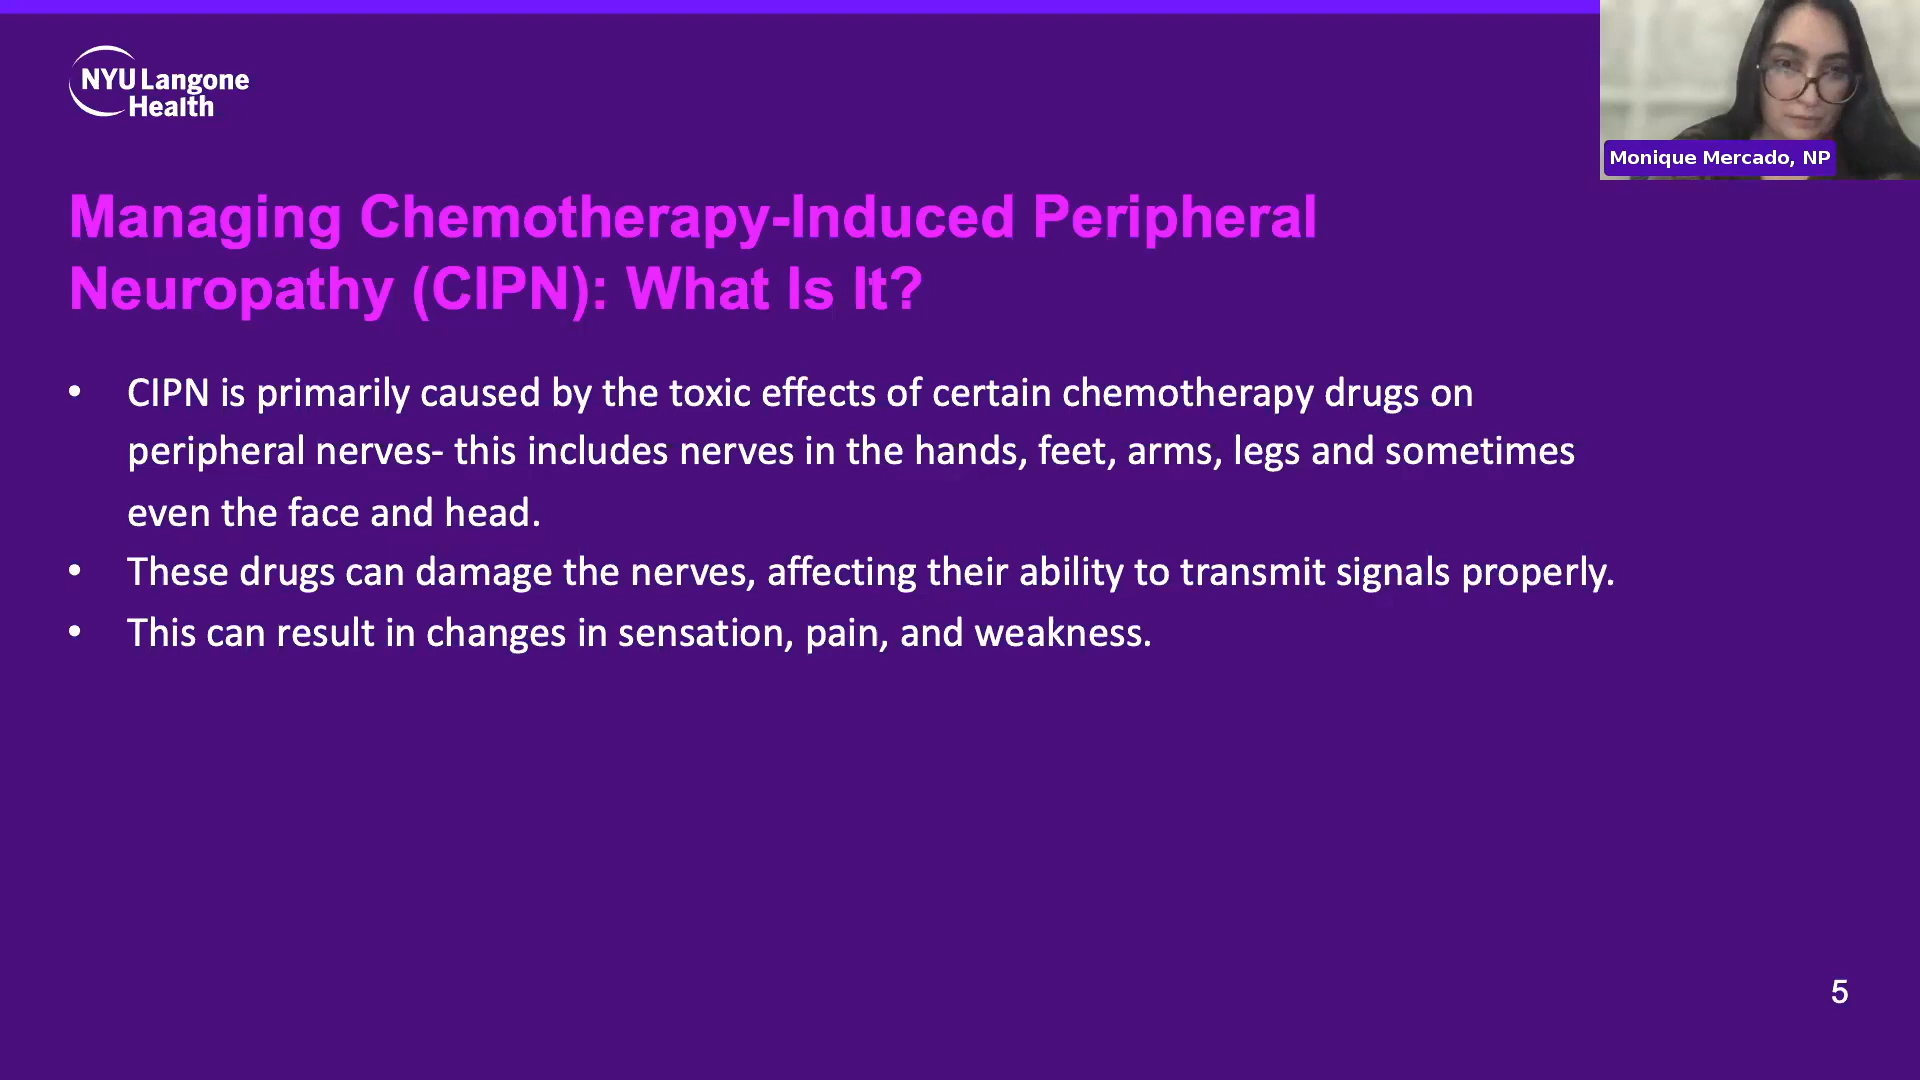 NYU Langone
Health
Monique Mercado, NP
Managing Chemotherapy-Induced Peripheral
Neuropathy (CIPN): What Is It?
• CIPN is primarily caused by the toxic effects of certain chemotherapy drugs on
peripheral nerves- this includes nerves in the hands, feet, arms, legs and sometimes
even the face and head.
• These drugs can damage the nerves, affecting their ability to transmit signals properly.
• This can result in changes in sensation, pain, and weakness.
5